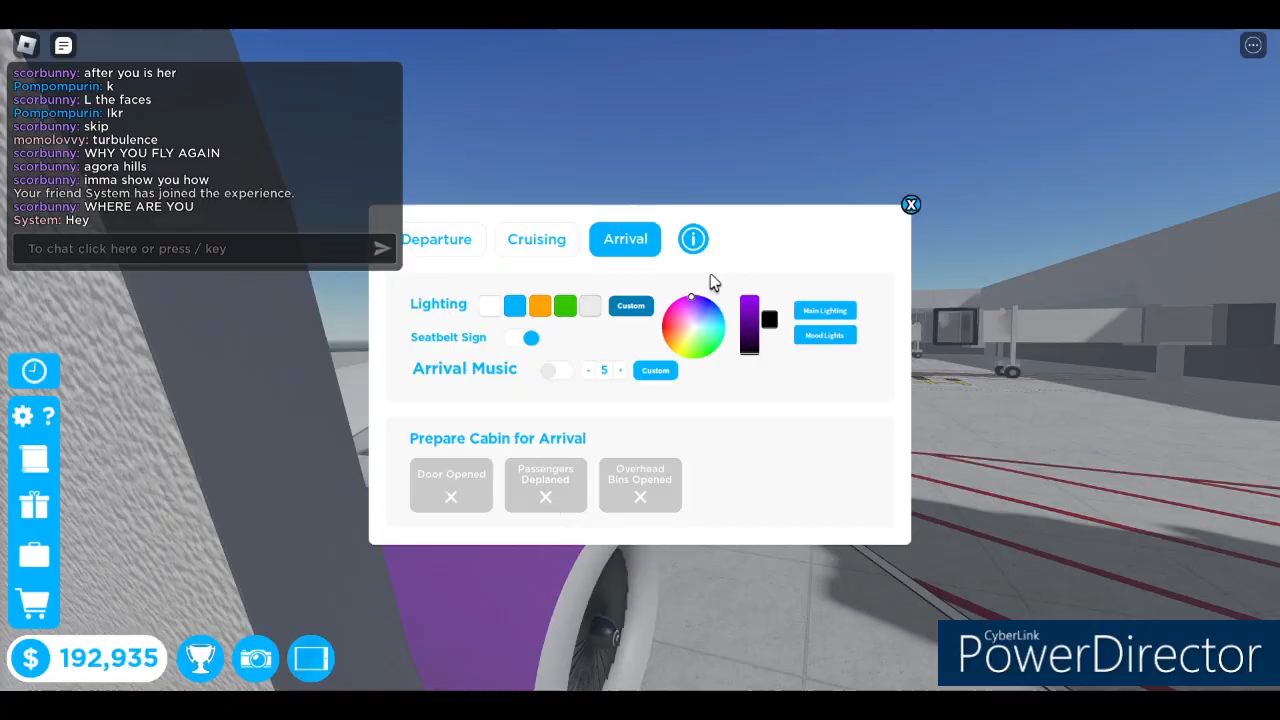 scorbunny: after you is her
Pompompurin: k
scorbunny: L the faces
Pompompurin: Ikr
scorbunny: skip
momolovvy: turbulence
scorbunny: WHY YOU FLY AGAIN
scorbunny: agora hills
scorbunny: imma show you how
Your friend System has joined the experience.
scorbunny: WHERE ARE YOU
System: Hey
To chat click here or press / key
Departure Cruising Arrival i
X
Lighting Custom
Main Lighting
Seatbelt Sign
Mood Lights
Arrival Music - 5 Custom
Prepare Cabin for Arrival
Door Opened
Passengers Deplaned
Overhead Bins Opened
?
$ 192,935
CyberLink
PowerDirector